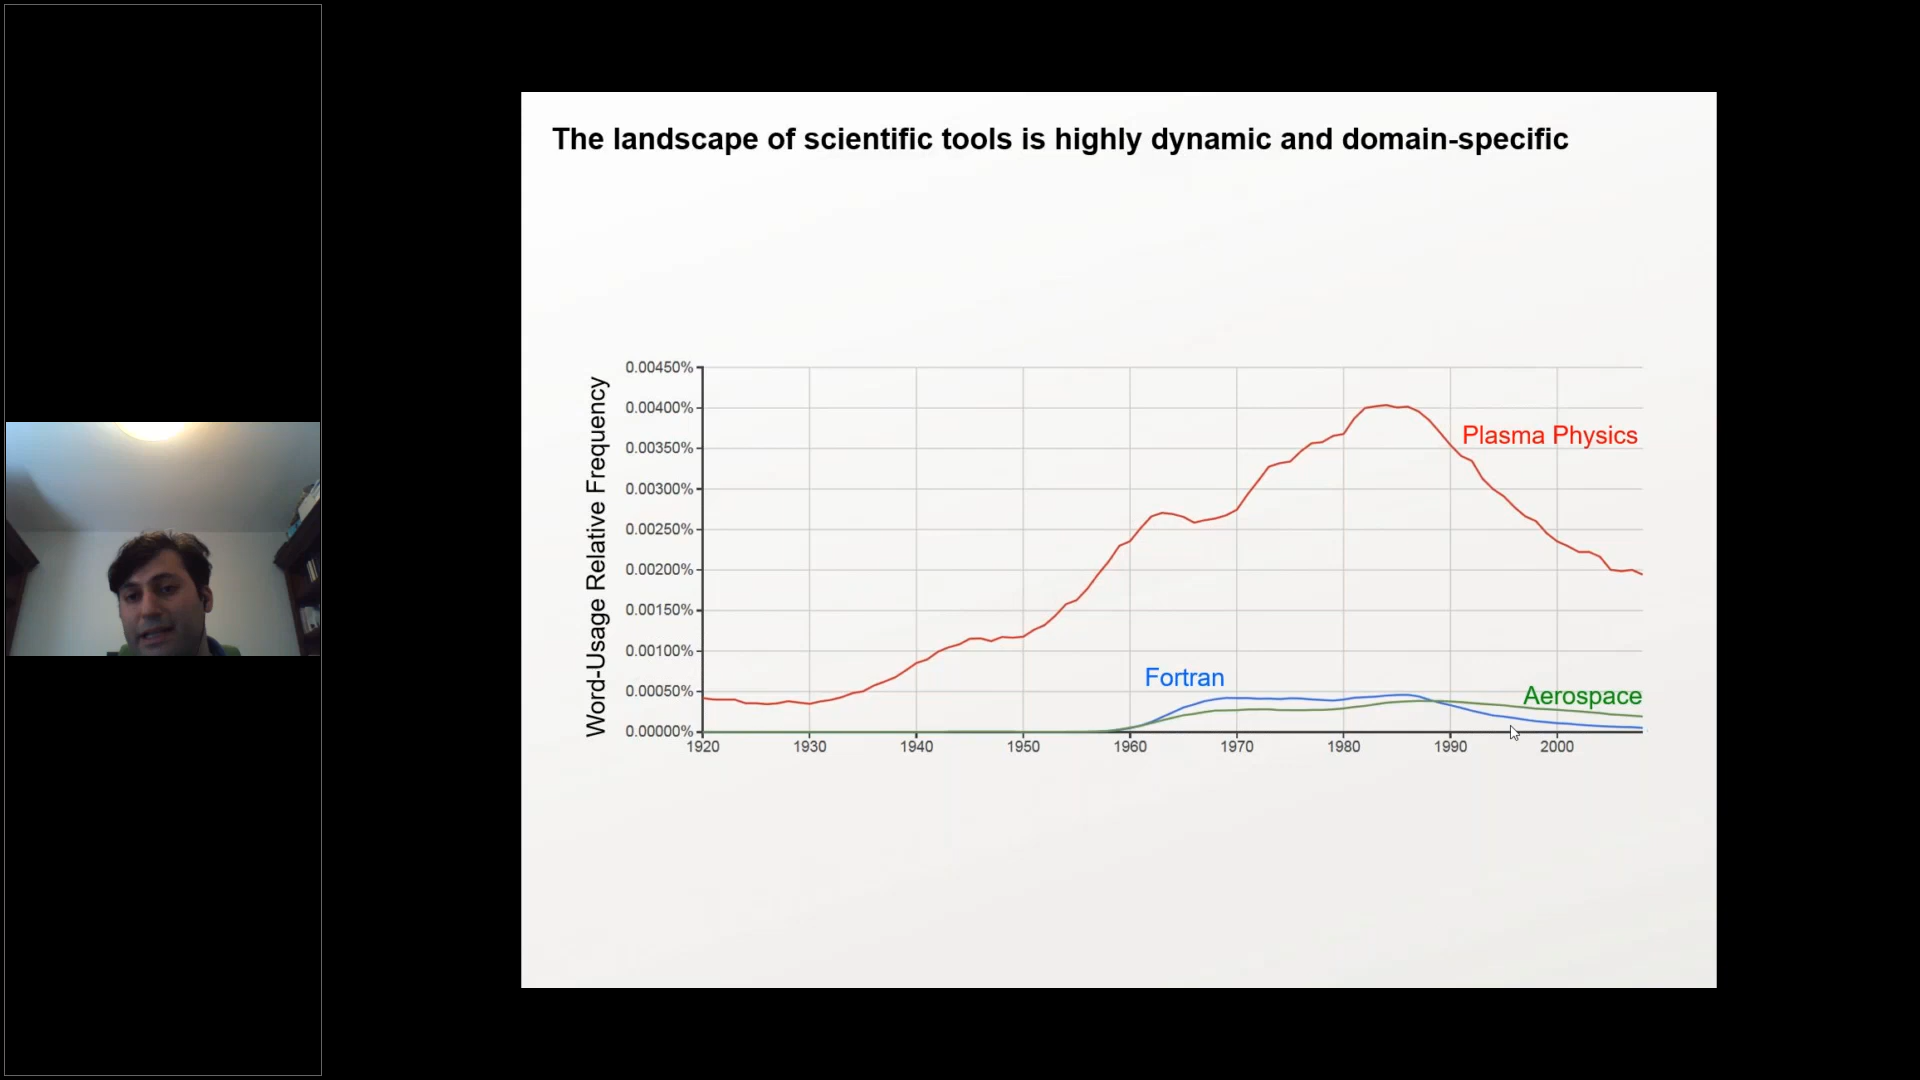 The landscape of scientific tools is highly dynamic and domain-specific
Word-Usage Relative Frequency
0.00450%
0.00400%
0.00350%
0.00300%
0.00250%
0.00200%
0.00150%
0.00100%
0.00050%
0.00000%
Plasma Physics
Fortran
Aerospace
1920 1930 1940 1950 1960 1970 1980 1990 2000